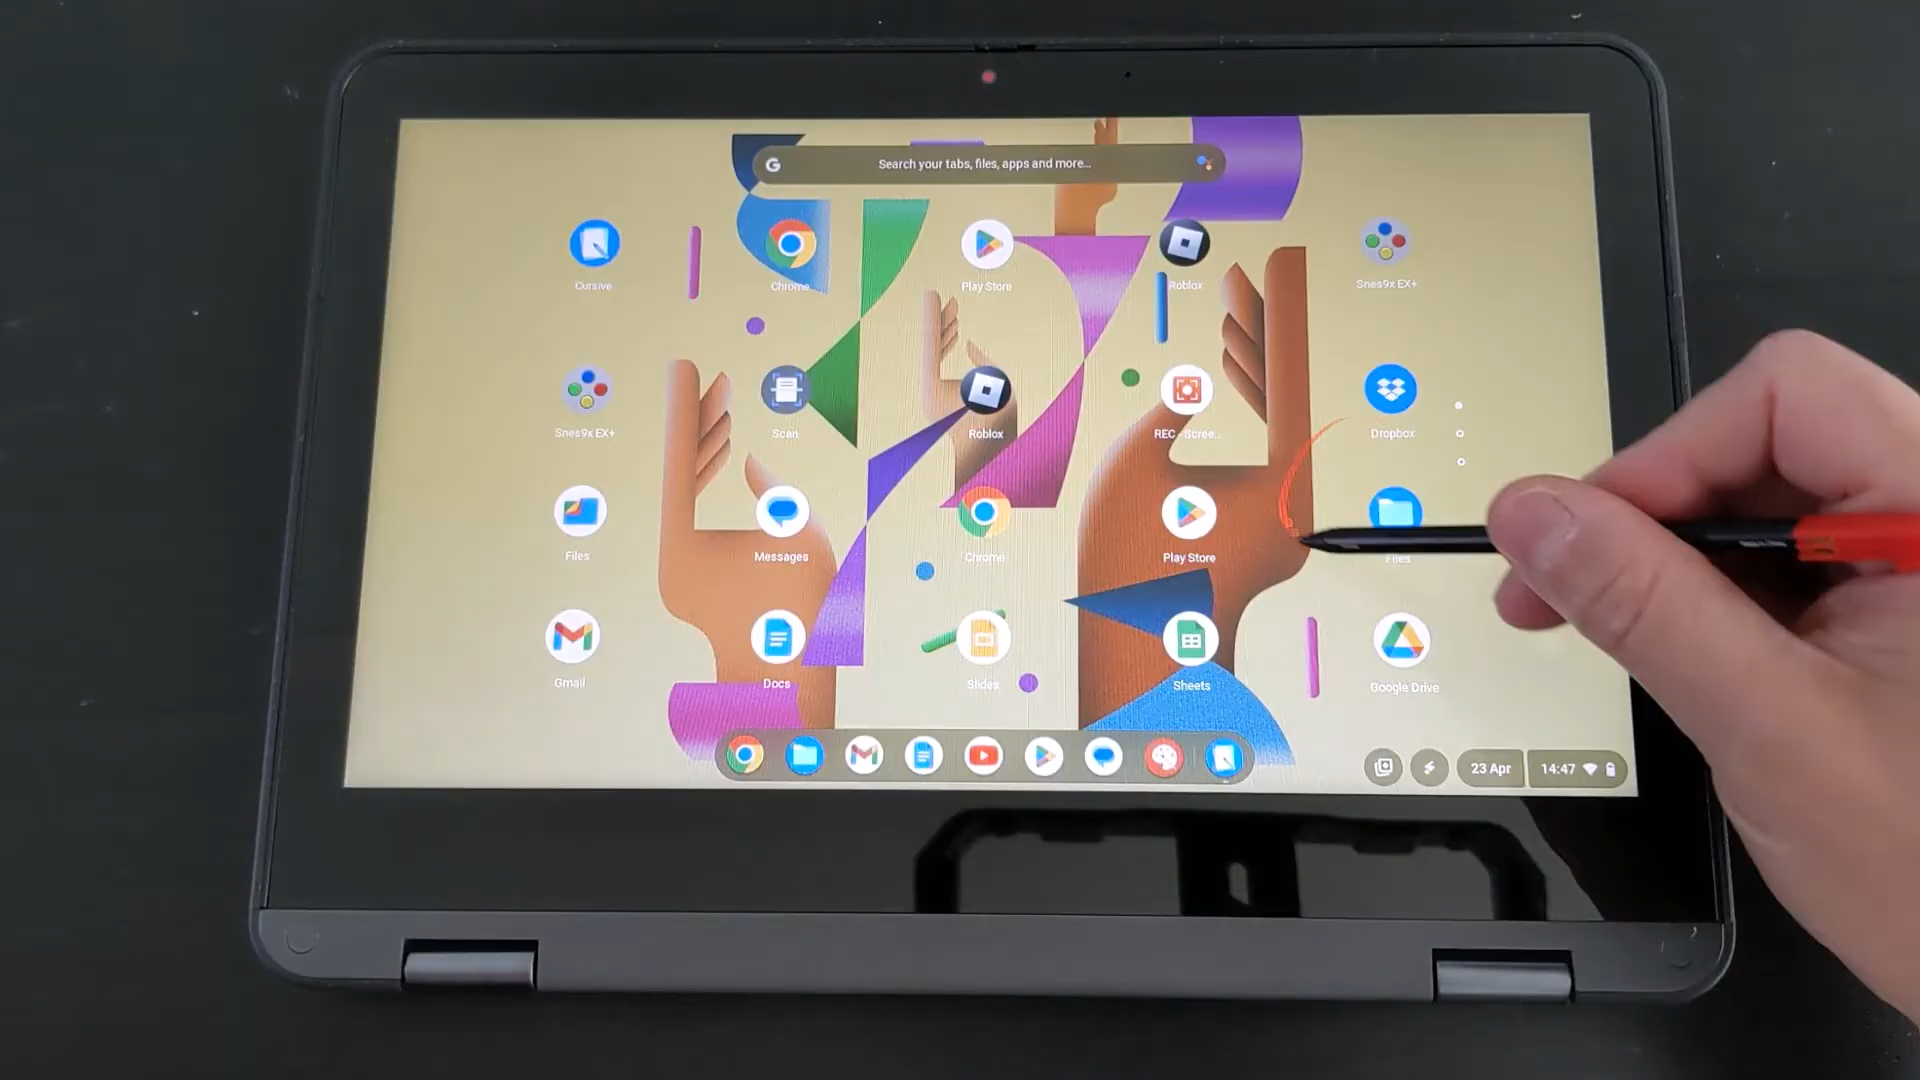 G Search your tabs, files, apps and more...
Cursive
Chrome
Play Store
Roblox
Snes9x EX+
Snes9x EX+
Scan
Roblox
REC - Scree...
Dropbox
Files
Messages
Chrome
Play Store
Files
Gmail
Docs
Slides
Sheets
Google Drive
23 Apr
14:47